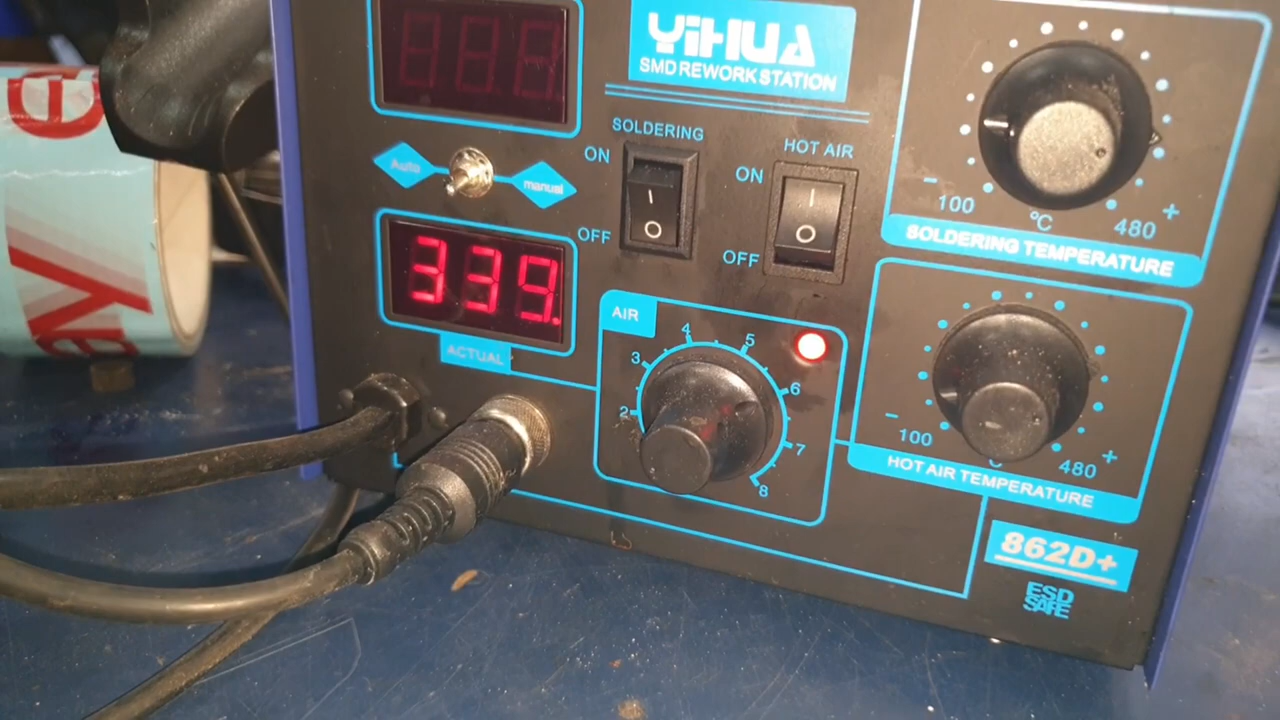 YiHUA
SMD REWORK STATION
SOLDERING
ON
OFF
HOT AIR
ON
OFF
Auto
manual
339.
ACTUAL
AIR
2
3
4
5
6
7
8
−
100
°C
480
+
SOLDERING TEMPERATURE
−
100
480
+
HOT AIR TEMPERATURE
862D+
ESD
SAFE
ay